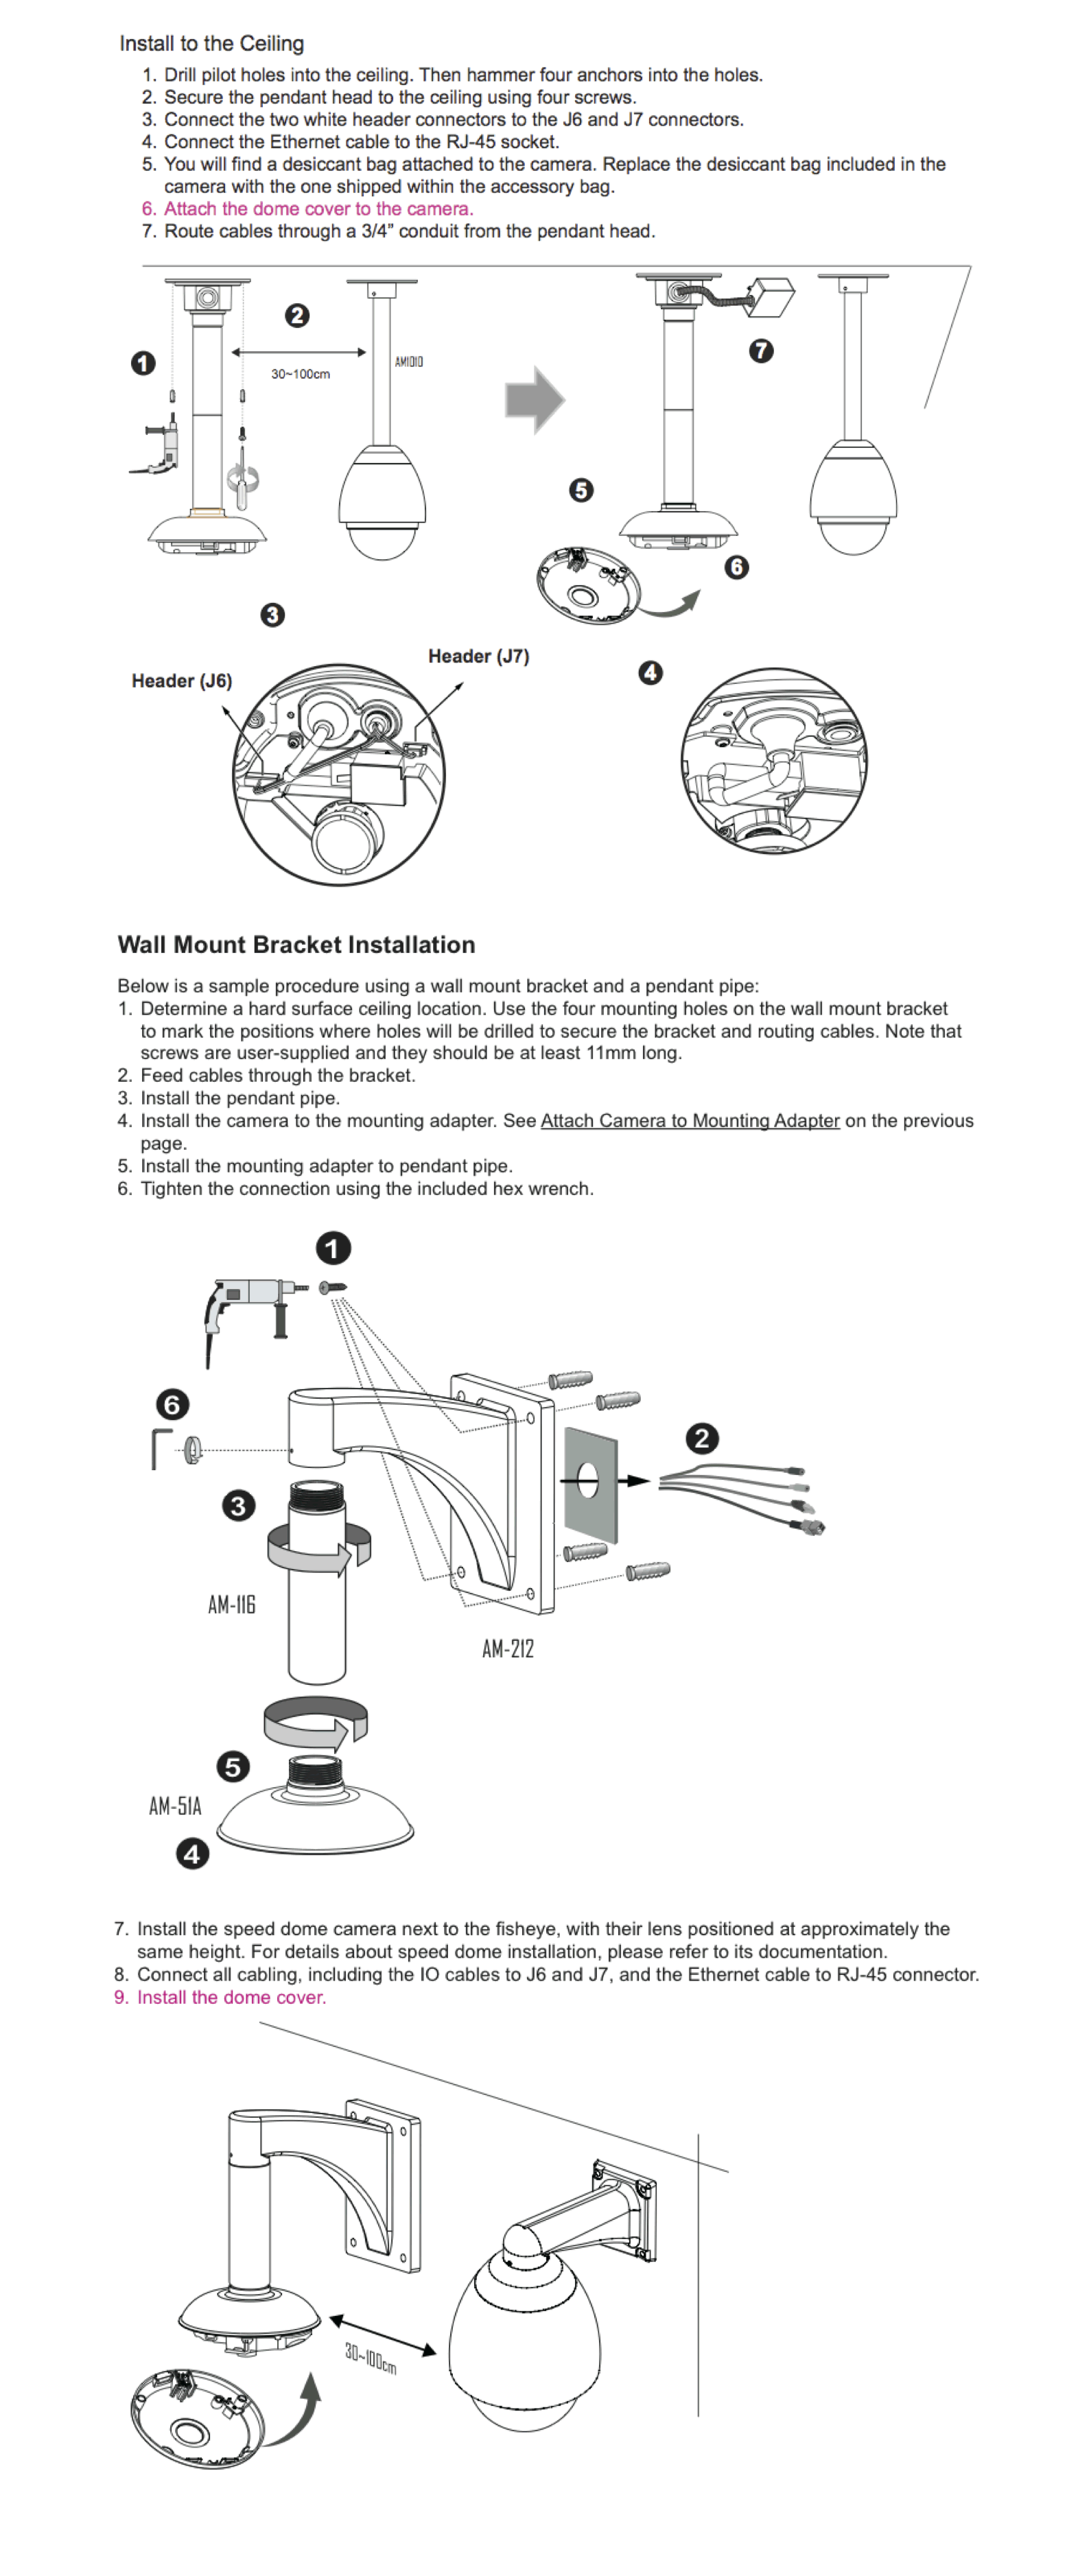 Install to the Ceiling
1. Drill pilot holes into the ceiling. Then hammer four anchors into the holes.
2. Secure the pendant head to the ceiling using four screws.
3. Connect the two white header connectors to the J6 and J7 connectors.
4. Connect the Ethernet cable to the RJ-45 socket.
5. You will find a desiccant bag attached to the camera. Replace the desiccant bag included in the
camera with the one shipped within the accessory bag.
6. Attach the dome cover to the camera.
7. Route cables through a 3/4" conduit from the pendant head.
2
1
30~100cm
AM1010
7
5
6
3
Header (J7)
Header (J6)
4
Wall Mount Bracket Installation
Below is a sample procedure using a wall mount bracket and a pendant pipe:
1. Determine a hard surface ceiling location. Use the four mounting holes on the wall mount bracket
to mark the positions where holes will be drilled to secure the bracket and routing cables. Note that
screws are user-supplied and they should be at least 11mm long.
2. Feed cables through the bracket.
3. Install the pendant pipe.
4. Install the camera to the mounting adapter. See Attach Camera to Mounting Adapter on the previous
page.
5. Install the mounting adapter to pendant pipe.
6. Tighten the connection using the included hex wrench.
1
6
2
3
AM-116
AM-212
5
AM-51A
4
7. Install the speed dome camera next to the fisheye, with their lens positioned at approximately the
same height. For details about speed dome installation, please refer to its documentation.
8. Connect all cabling, including the IO cables to J6 and J7, and the Ethernet cable to RJ-45 connector.
9. Install the dome cover.
30~100cm